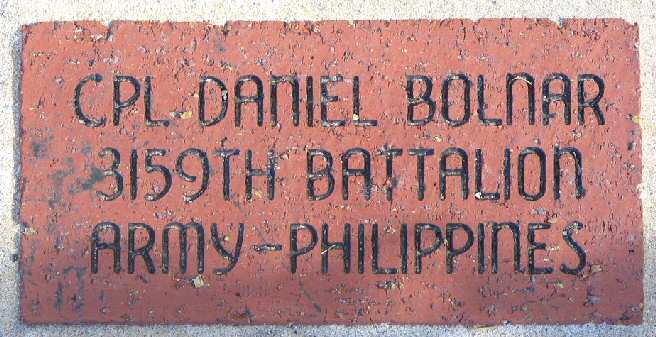 CPL. DANIEL BOLNAR
3159TH BATTALION
ARMY-PHILIPPINES